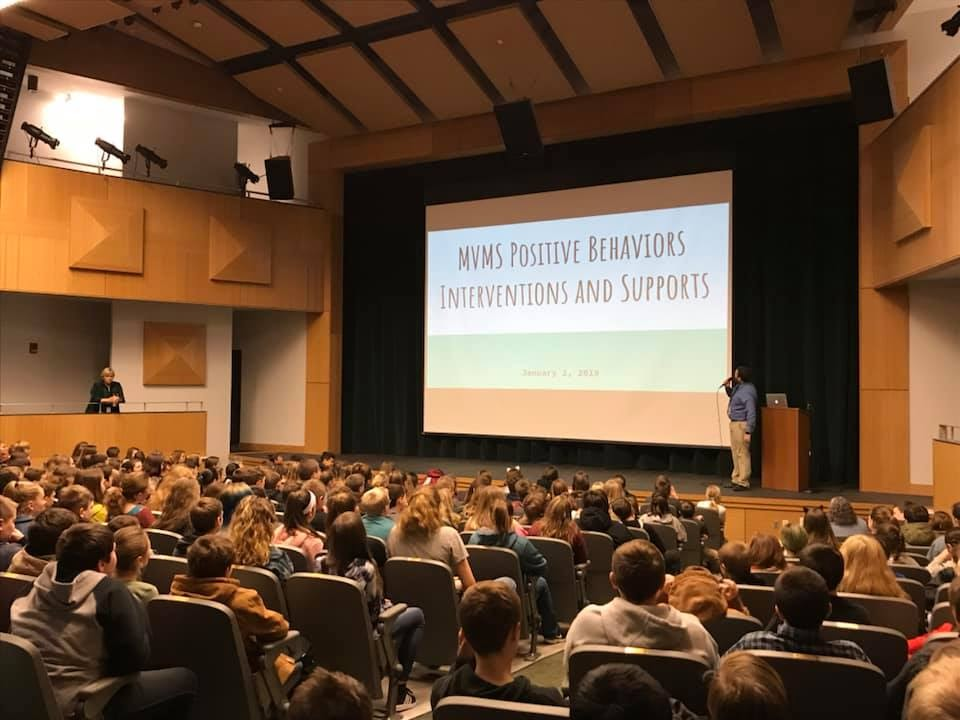 MVMS Positive Behaviors
Interventions and Supports
January 2, 2019